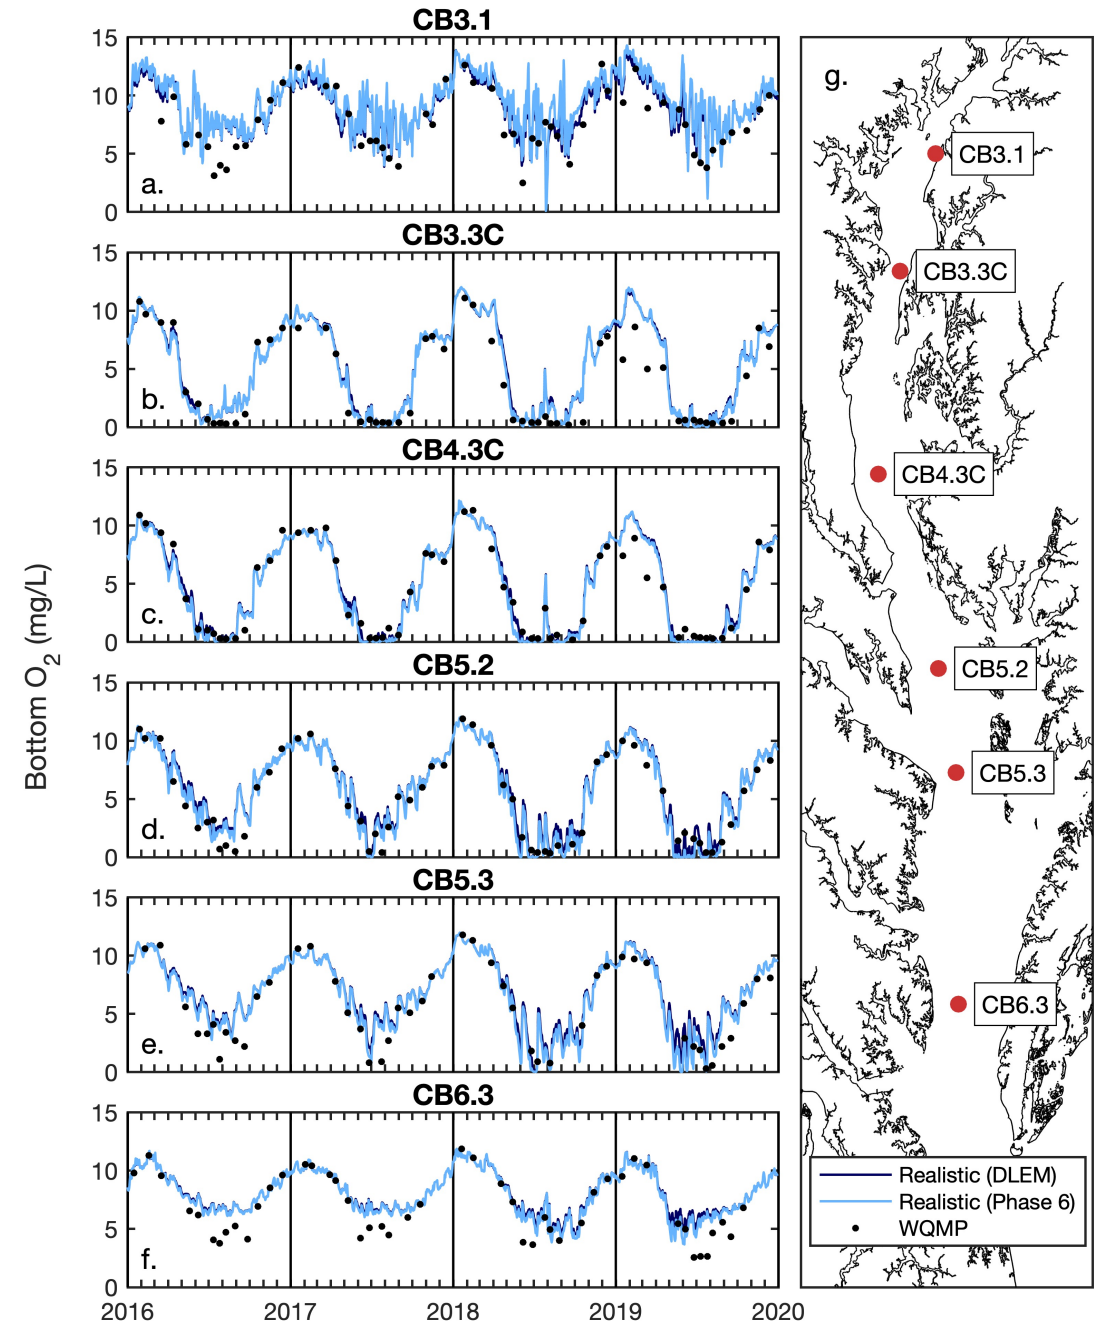 CB3.1
15
10
5
0
a.
CB3.3C
15
10
5
0
b.
CB4.3C
15
10
5
0
c.
CB5.2
15
10
5
0
d.
CB5.3
15
10
5
0
e.
CB6.3
15
10
5
0
f.
2016 2017 2018 2019 2020
Bottom O2 (mg/L)
g.
CB3.1
CB3.3C
CB4.3C
CB5.2
CB5.3
CB6.3
Realistic (DLEM)
Realistic (Phase 6)
WQMP